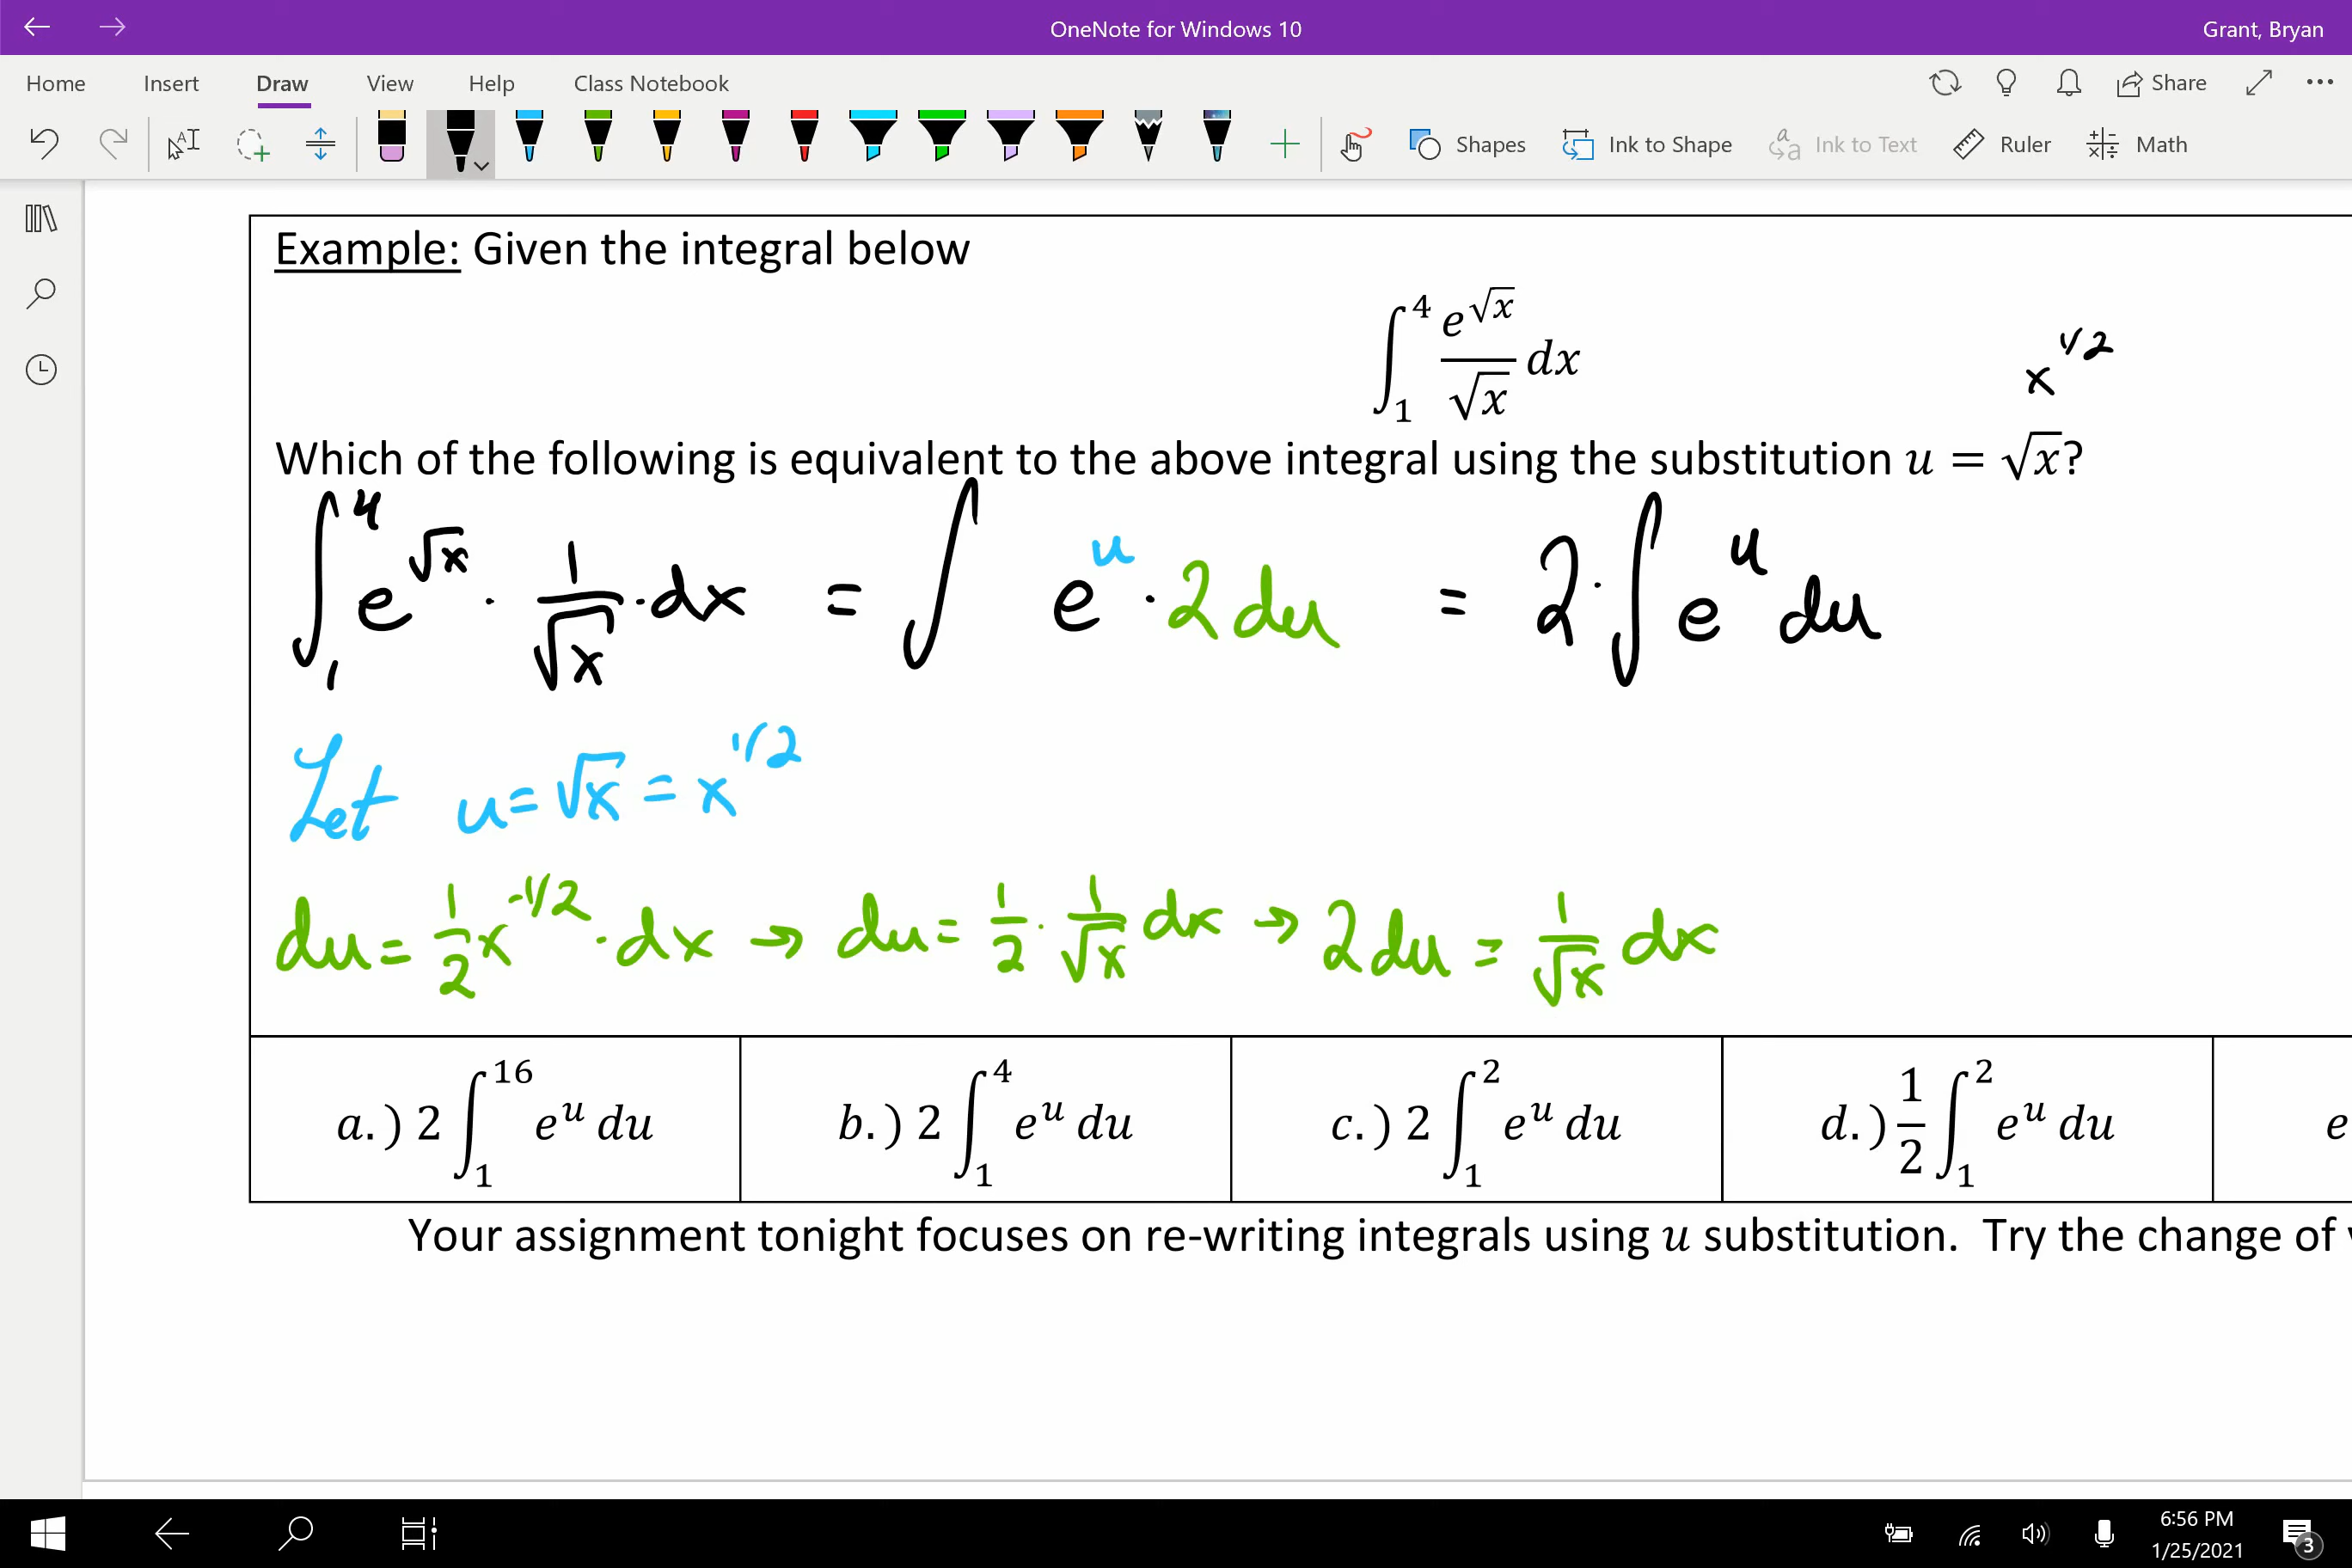 OneNote for Windows 10
Grant, Bryan
Home Insert Draw View Help Class Notebook Share
Shapes Ink to Shape Ink to Text Ruler Math
Example: Given the integral below
∫₁⁴ e^√x/√x dx
x^1/2
Which of the following is equivalent to the above integral using the substitution u = √x?
∫₁⁴ e^√x · 1/√x · dx = ∫ e^u · 2du = 2·∫ e^u du
Let u = √x = x^1/2
du = 1/2 x^-1/2 · dx → du = 1/2 · 1/√x dx → 2du = 1/√x dx
a.) 2 ∫₁¹⁶ e^u du b.) 2 ∫₁⁴ e^u du c.) 2 ∫₁² e^u du d.) 1/2 ∫₁² e^u du e
Your assignment tonight focuses on re-writing integrals using u substitution. Try the change of
6:56 PM
1/25/2021
3